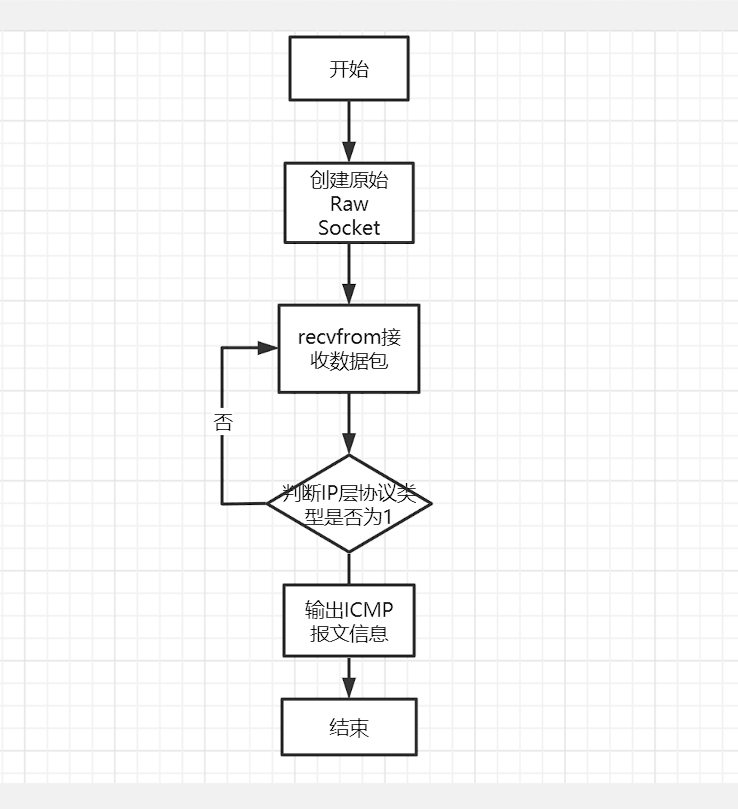 开始
创建原始
Raw
Socket
recvfrom接
收数据包
否
判断IP层协议类
型是否为1
输出ICMP
报文信息
结束